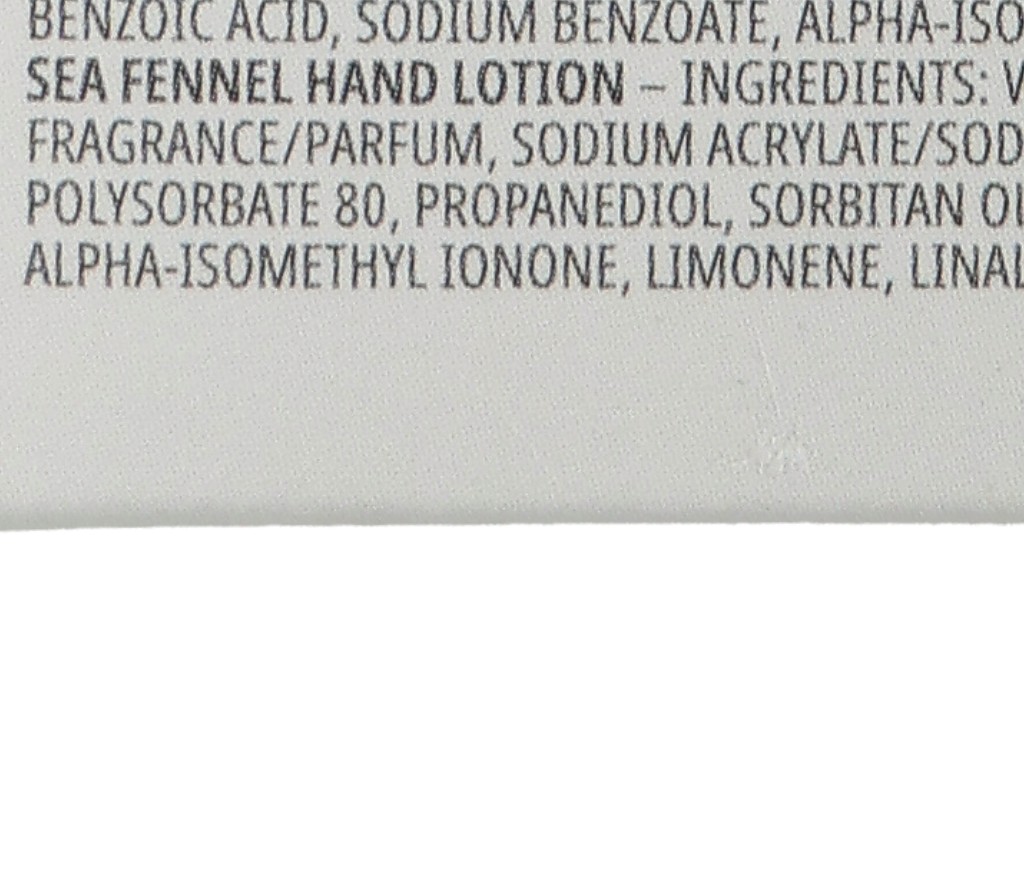 BENZOIC ACID, SODIUM BENZOATE, ALPHA-ISO
SEA FENNEL HAND LOTION – INGREDIENTS:
FRAGRANCE/PARFUM, SODIUM ACRYLATE/SOD
POLYSORBATE 80, PROPANEDIOL, SORBITAN
ALPHA-ISOMETHYL IONONE, LIMONENE, LINAL